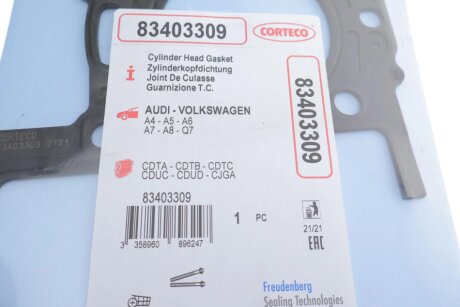 83403309
CORTECO
Cylinder Head Gasket
Zylinderkopfdichtung
Joint De Culasse
Guarnizione T.C.
AUDI - VOLKSWAGEN
A4 - A5 - A6
A7 - A8 - Q7
83403309
CORTECO
83403309 2121
CDTA - CDTB - CDTC
CDUC - CDUD - CJGA
83403309
1 PC
21/21
EAC
3 358960 896247
Freudenberg
Sealing Technologies